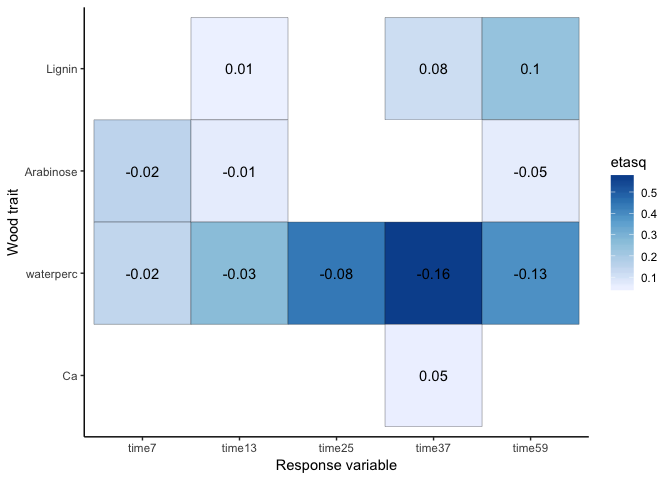 Lignin
0.01
0.08
0.1
Arabinose
-0.02
-0.01
-0.05
waterperc
-0.02
-0.03
-0.08
-0.16
-0.13
Ca
0.05
Wood trait
time7
time13
time25
time37
time59
Response variable
etasq
0.5
0.4
0.3
0.2
0.1